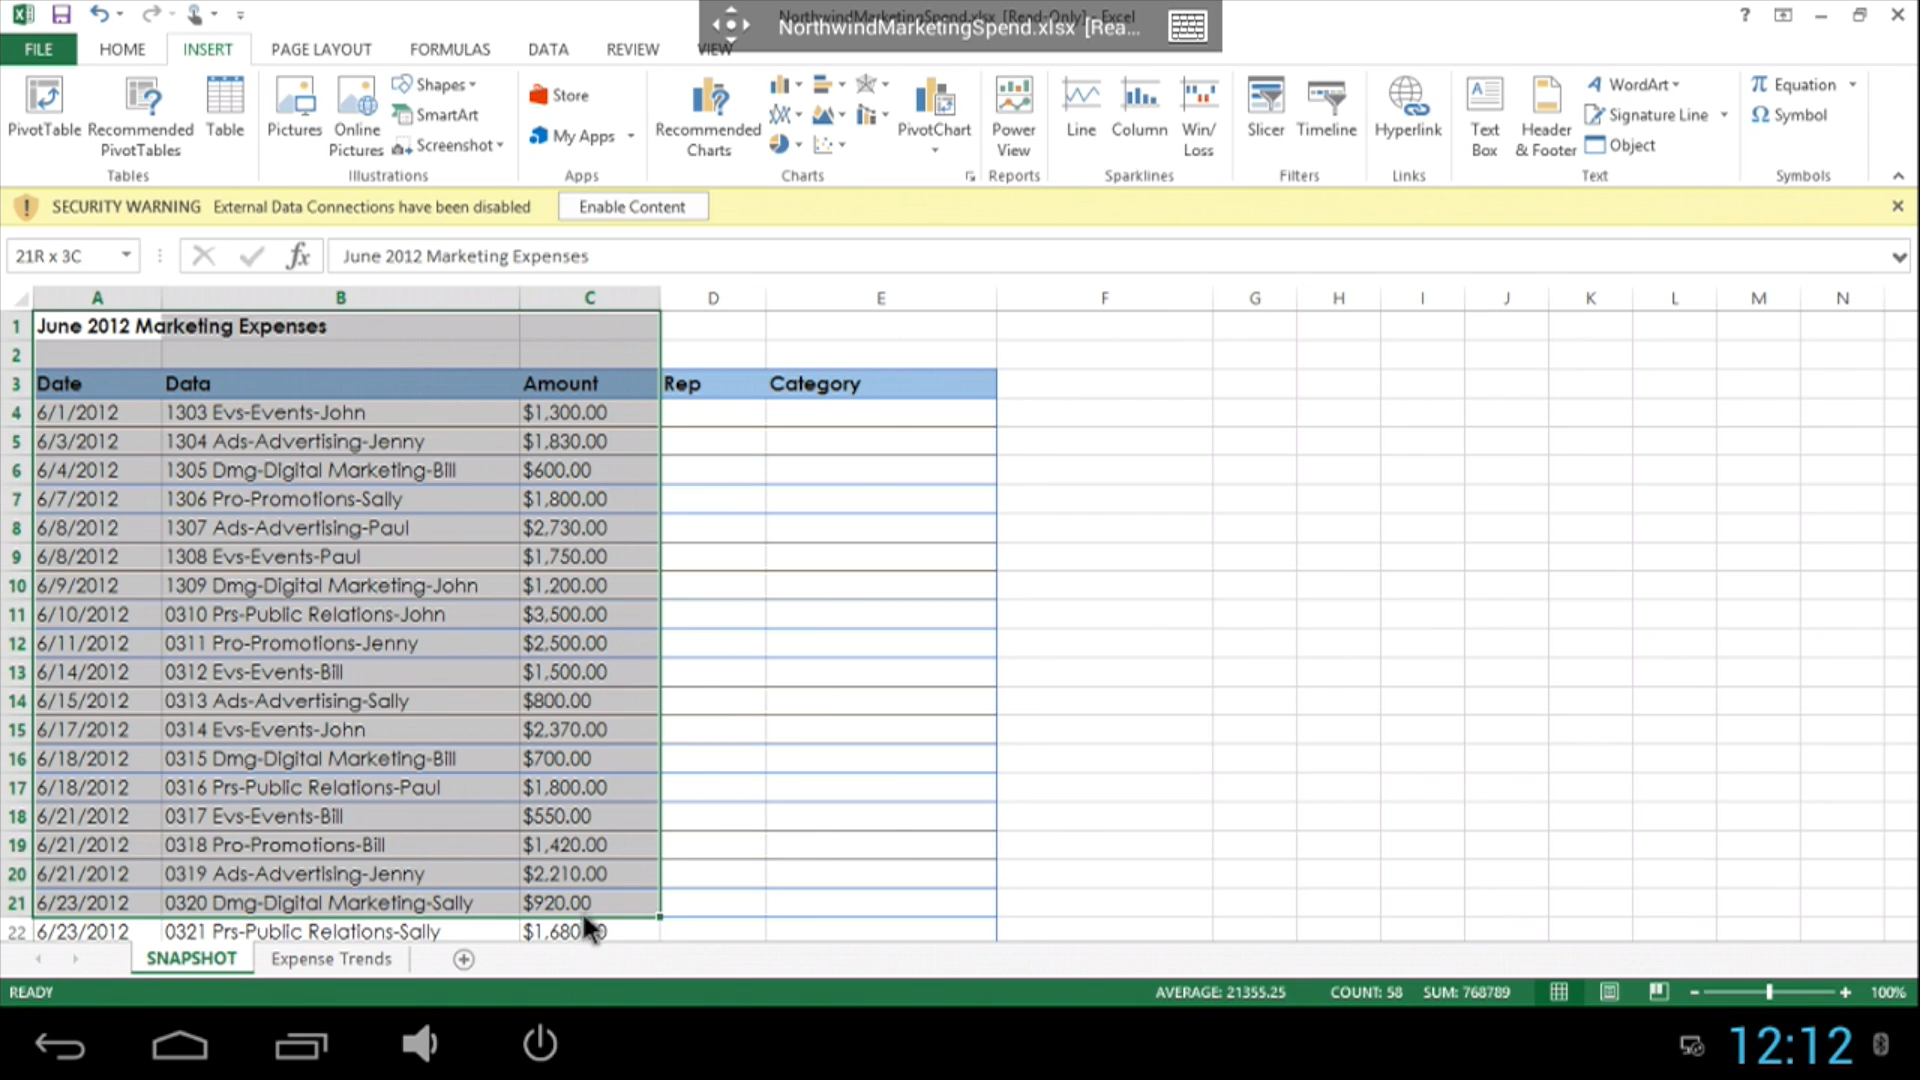 NorthwindMarketingSpend.xlsx [Read-Only] - Excel
NorthwindMarketingSpend.xlsx [Rea...
FILE HOME INSERT PAGE LAYOUT FORMULAS DATA REVIEW VIEW
PivotTable Recommended PivotTables Table
Tables
Pictures Online Pictures Shapes SmartArt Screenshot
Illustrations
Store My Apps
Apps
Recommended Charts PivotChart
Charts
Power View
Reports
Line Column Win/Loss
Sparklines
Slicer Timeline
Filters
Hyperlink
Links
Text Box Header & Footer WordArt Signature Line Object
Text
Equation Symbol
Symbols
SECURITY WARNING External Data Connections have been disabled Enable Content
21R x 3C fx June 2012 Marketing Expenses
A B C D E F G H I J K L M N
1 June 2012 Marketing Expenses
2
3 Date Data Amount Rep Category
4 6/1/2012 1303 Evs-Events-John $1,300.00
5 6/3/2012 1304 Ads-Advertising-Jenny $1,830.00
6 6/4/2012 1305 Dmg-Digital Marketing-Bill $600.00
7 6/7/2012 1306 Pro-Promotions-Sally $1,800.00
8 6/8/2012 1307 Ads-Advertising-Paul $2,730.00
9 6/8/2012 1308 Evs-Events-Paul $1,750.00
10 6/9/2012 1309 Dmg-Digital Marketing-John $1,200.00
11 6/10/2012 0310 Prs-Public Relations-John $3,500.00
12 6/11/2012 0311 Pro-Promotions-Jenny $2,500.00
13 6/14/2012 0312 Evs-Events-Bill $1,500.00
14 6/15/2012 0313 Ads-Advertising-Sally $800.00
15 6/17/2012 0314 Evs-Events-John $2,370.00
16 6/18/2012 0315 Dmg-Digital Marketing-Bill $700.00
17 6/18/2012 0316 Prs-Public Relations-Paul $1,800.00
18 6/21/2012 0317 Evs-Events-Bill $550.00
19 6/21/2012 0318 Pro-Promotions-Bill $1,420.00
20 6/21/2012 0319 Ads-Advertising-Jenny $2,210.00
21 6/23/2012 0320 Dmg-Digital Marketing-Sally $920.00
22 6/23/2012 0321 Prs-Public Relations-Sally $1,680.00
SNAPSHOT Expense Trends
READY AVERAGE: 21355.25 COUNT: 58 SUM: 768789 100%
12:12